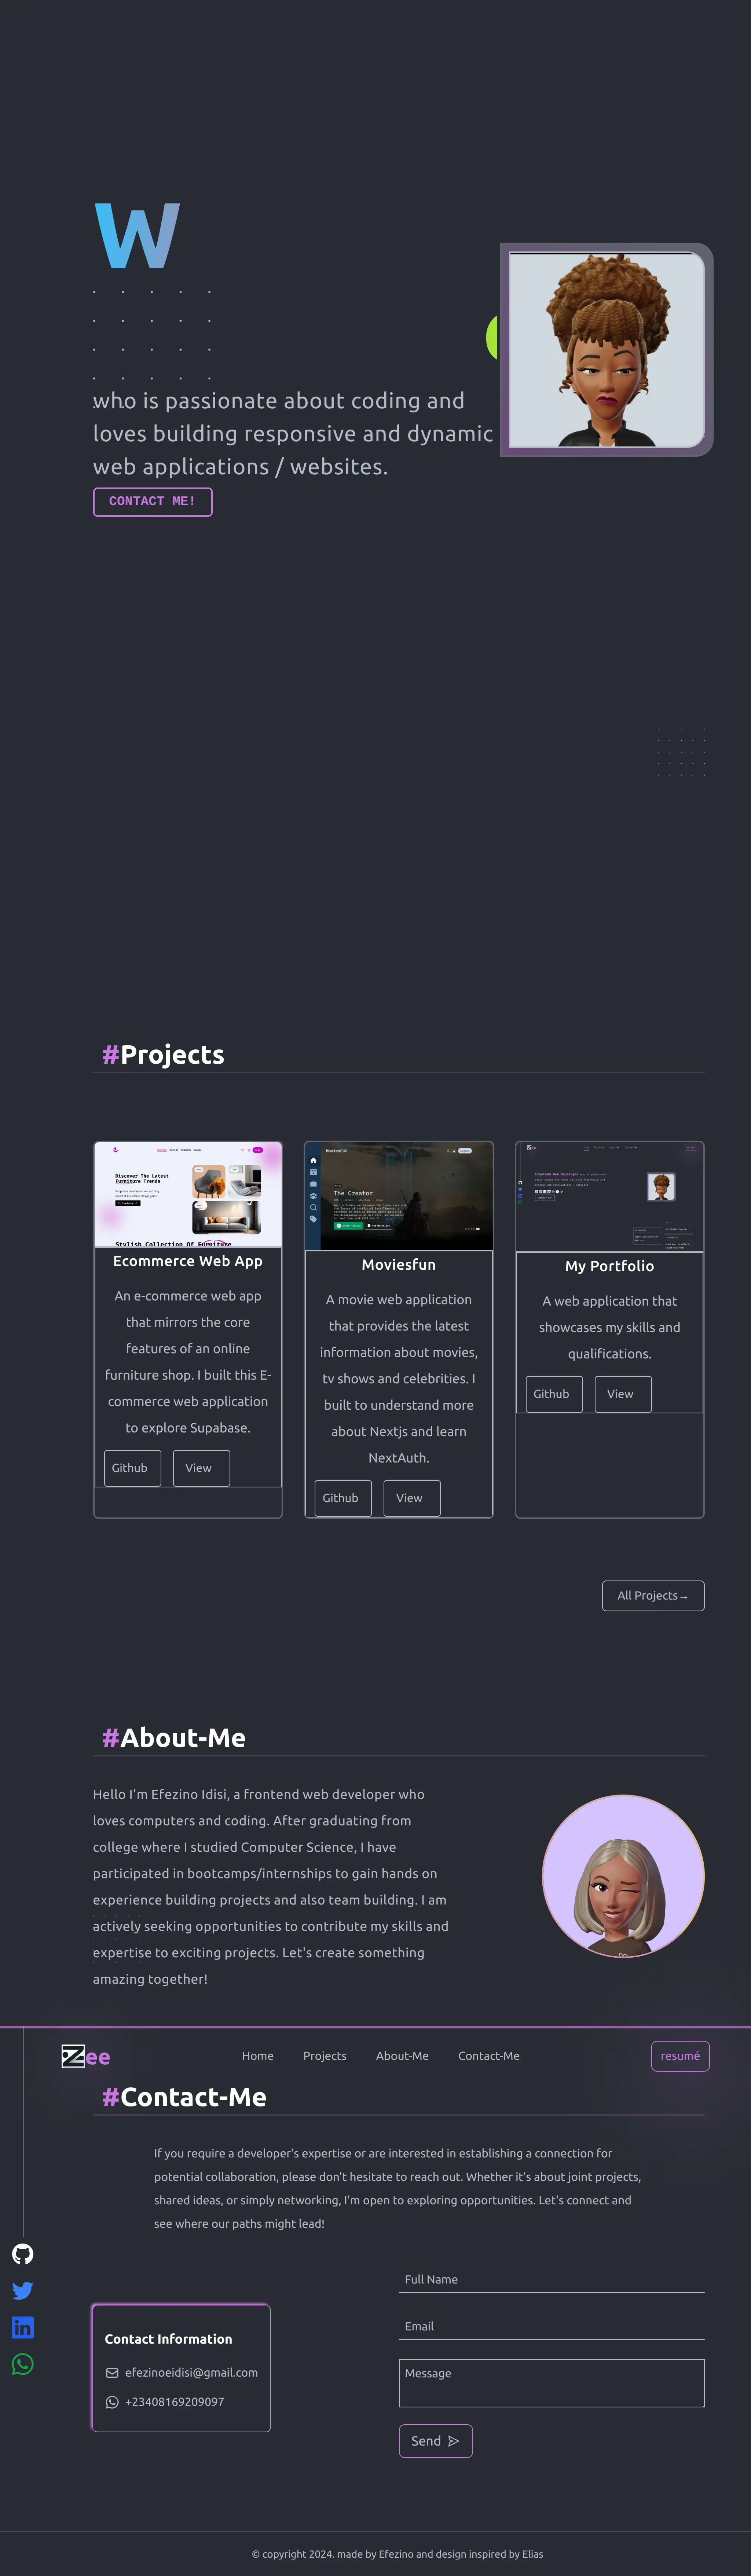 W
who is passionate about coding and
loves building responsive and dynamic
web applications / websites.
CONTACT ME!
#Projects
Discover The Latest
Furniture Trends
Stylish Collection Of Furniture
Ecommerce Web App
An e-commerce web app
that mirrors the core
features of an online
furniture shop. I built this E-
commerce web application
to explore Supabase.
Github
View
The Creator
Moviesfun
A movie web application
that provides the latest
information about movies,
tv shows and celebrities. I
built to understand more
about Nextjs and learn
NextAuth.
Github
View
My Portfolio
A web application that
showcases my skills and
qualifications.
Github
View
All Projects→
#About-Me
Hello I'm Efezino Idisi, a frontend web developer who
loves computers and coding. After graduating from
college where I studied Computer Science, I have
participated in bootcamps/internships to gain hands on
experience building projects and also team building. I am
actively seeking opportunities to contribute my skills and
expertise to exciting projects. Let's create something
amazing together!
Zee
Home
Projects
About-Me
Contact-Me
resumé
#Contact-Me
If you require a developer's expertise or are interested in establishing a connection for
potential collaboration, please don't hesitate to reach out. Whether it's about joint projects,
shared ideas, or simply networking, I'm open to exploring opportunities. Let's connect and
see where our paths might lead!
Contact Information
efezinoeidisi@gmail.com
+23408169209097
Full Name
Email
Message
Send
© copyright 2024. made by Efezino and design inspired by Elias